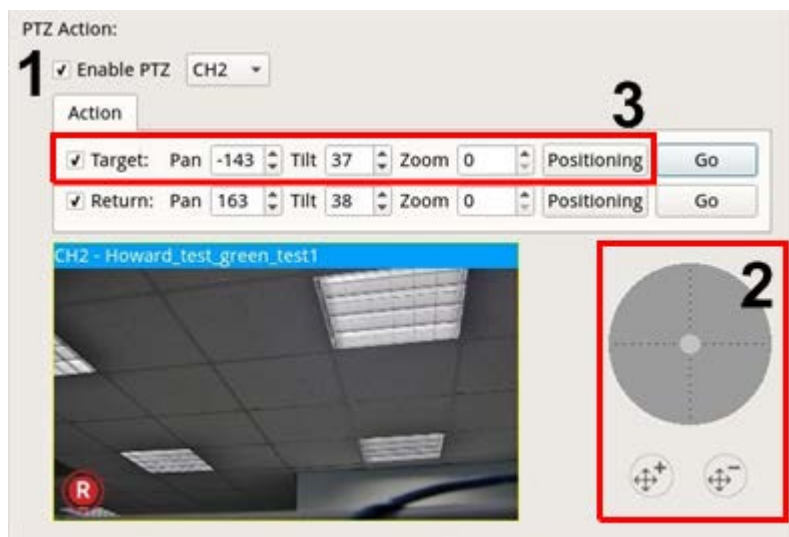 PTZ Action:
1 Enable PTZ CH2
Action
3
Target: Pan -143 Tilt 37 Zoom 0 Positioning Go
Return: Pan 163 Tilt 38 Zoom 0 Positioning Go
CH2 - Howard_test_green_test1
2
R